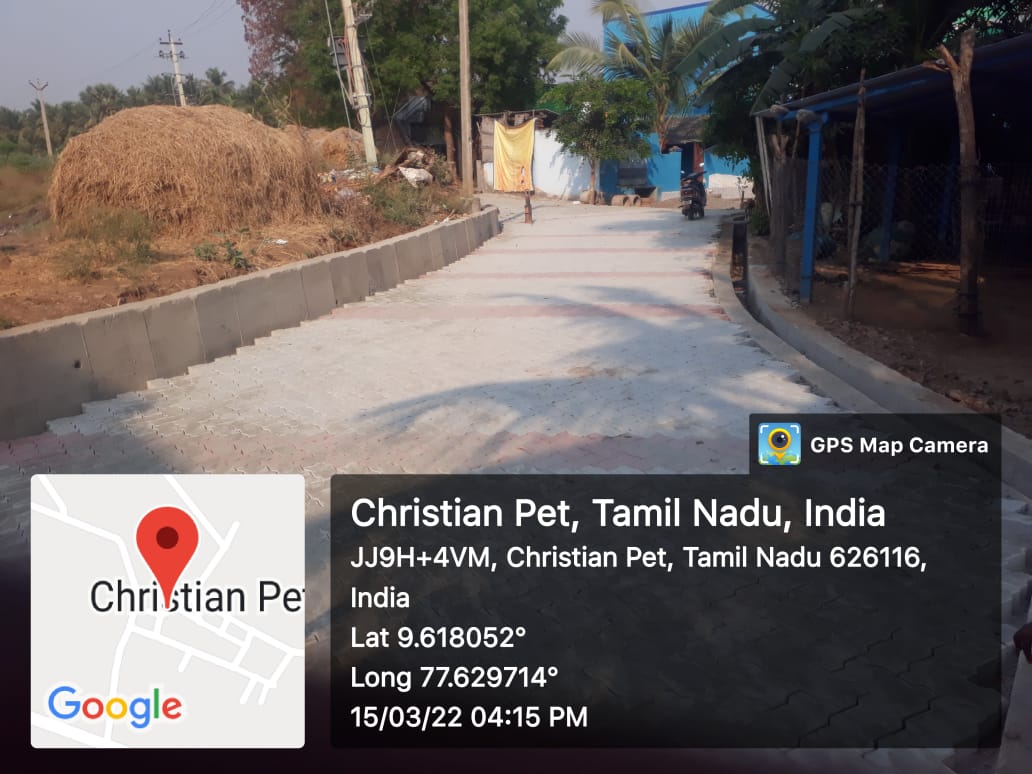 GPS Map Camera
Christian Pet, Tamil Nadu, India
JJ9H+4VM, Christian Pet, Tamil Nadu 626116,
India
Lat 9.618052°
Long 77.629714°
15/03/22 04:15 PM
Christian Pet
Google